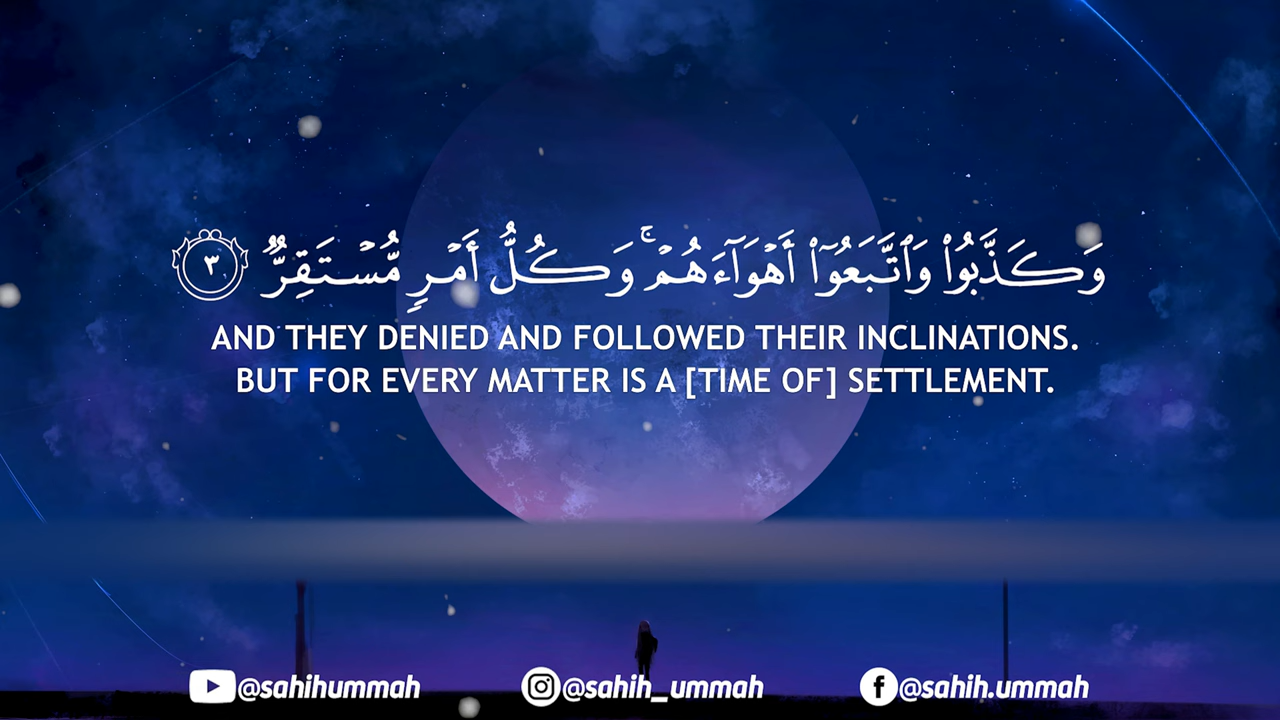 وَكَذَّبُوا۟ وَٱتَّبَعُوٓا۟ أَهْوَآءَهُمْ ۚ وَكُلُّ أَمْرٍ مُّسْتَقِرٌّ ٣
AND THEY DENIED AND FOLLOWED THEIR INCLINATIONS.
BUT FOR EVERY MATTER IS A [TIME OF] SETTLEMENT.
@sahihummah @sahih_ummah @sahih.ummah